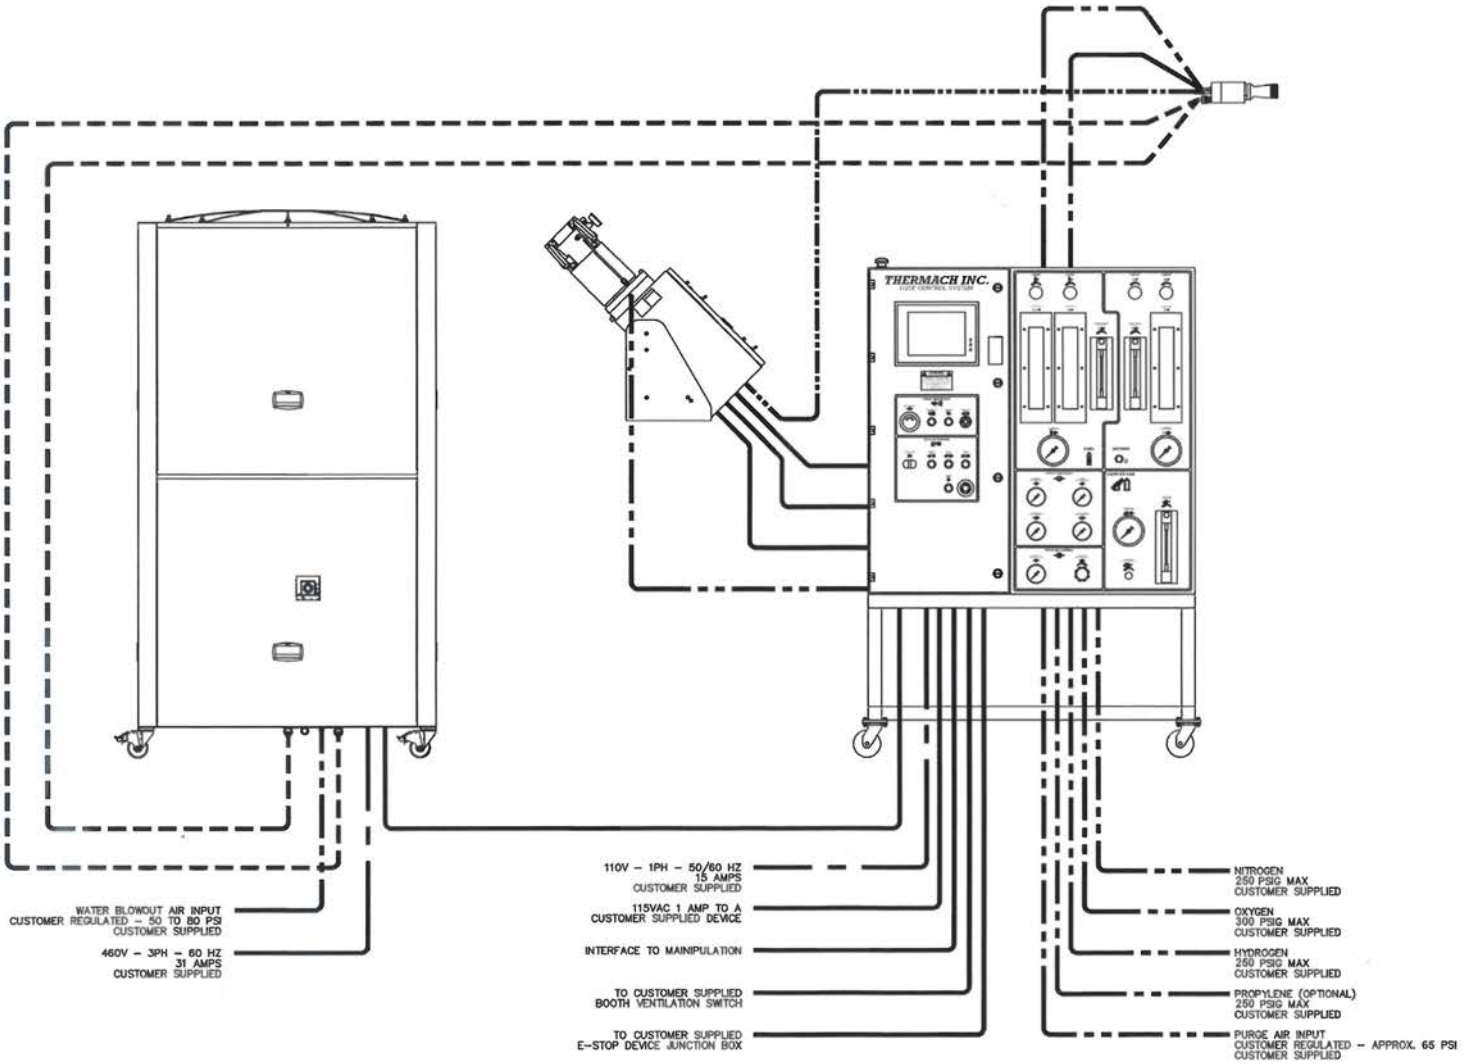 THERMACH INC.
HVOF CONTROL SYSTEM
WATER BLOWOUT AIR INPUT
CUSTOMER REGULATED - 50 TO 80 PSI
CUSTOMER SUPPLIED
460V - 3PH - 60 HZ
31 AMPS
CUSTOMER SUPPLIED
110V - 1PH - 50/60 HZ
15 AMPS
CUSTOMER SUPPLIED
115VAC 1 AMP TO A
CUSTOMER SUPPLIED DEVICE
INTERFACE TO MAINIPULATION
TO CUSTOMER SUPPLIED
BOOTH VENTILATION SWITCH
TO CUSTOMER SUPPLIED
E-STOP DEVICE JUNCTION BOX
NITROGEN
250 PSIG MAX
CUSTOMER SUPPLIED
OXYGEN
300 PSIG MAX
CUSTOMER SUPPLIED
HYDROGEN
250 PSIG MAX
CUSTOMER SUPPLIED
PROPYLENE (OPTIONAL)
250 PSIG MAX
CUSTOMER SUPPLIED
PURGE AIR INPUT
CUSTOMER REGULATED - APPROX. 65 PSI
CUSTOMER SUPPLIED